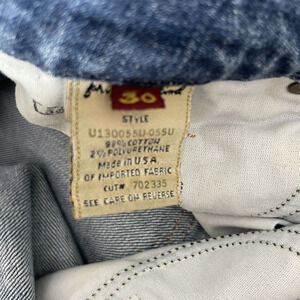 30
STYLE
U130055U-055U
98% COTTON
2% POLYURETHANE
Made in U.S.A.
OF IMPORTED FABRIC
CUT# 702335
SEE CARE ON REVERSE